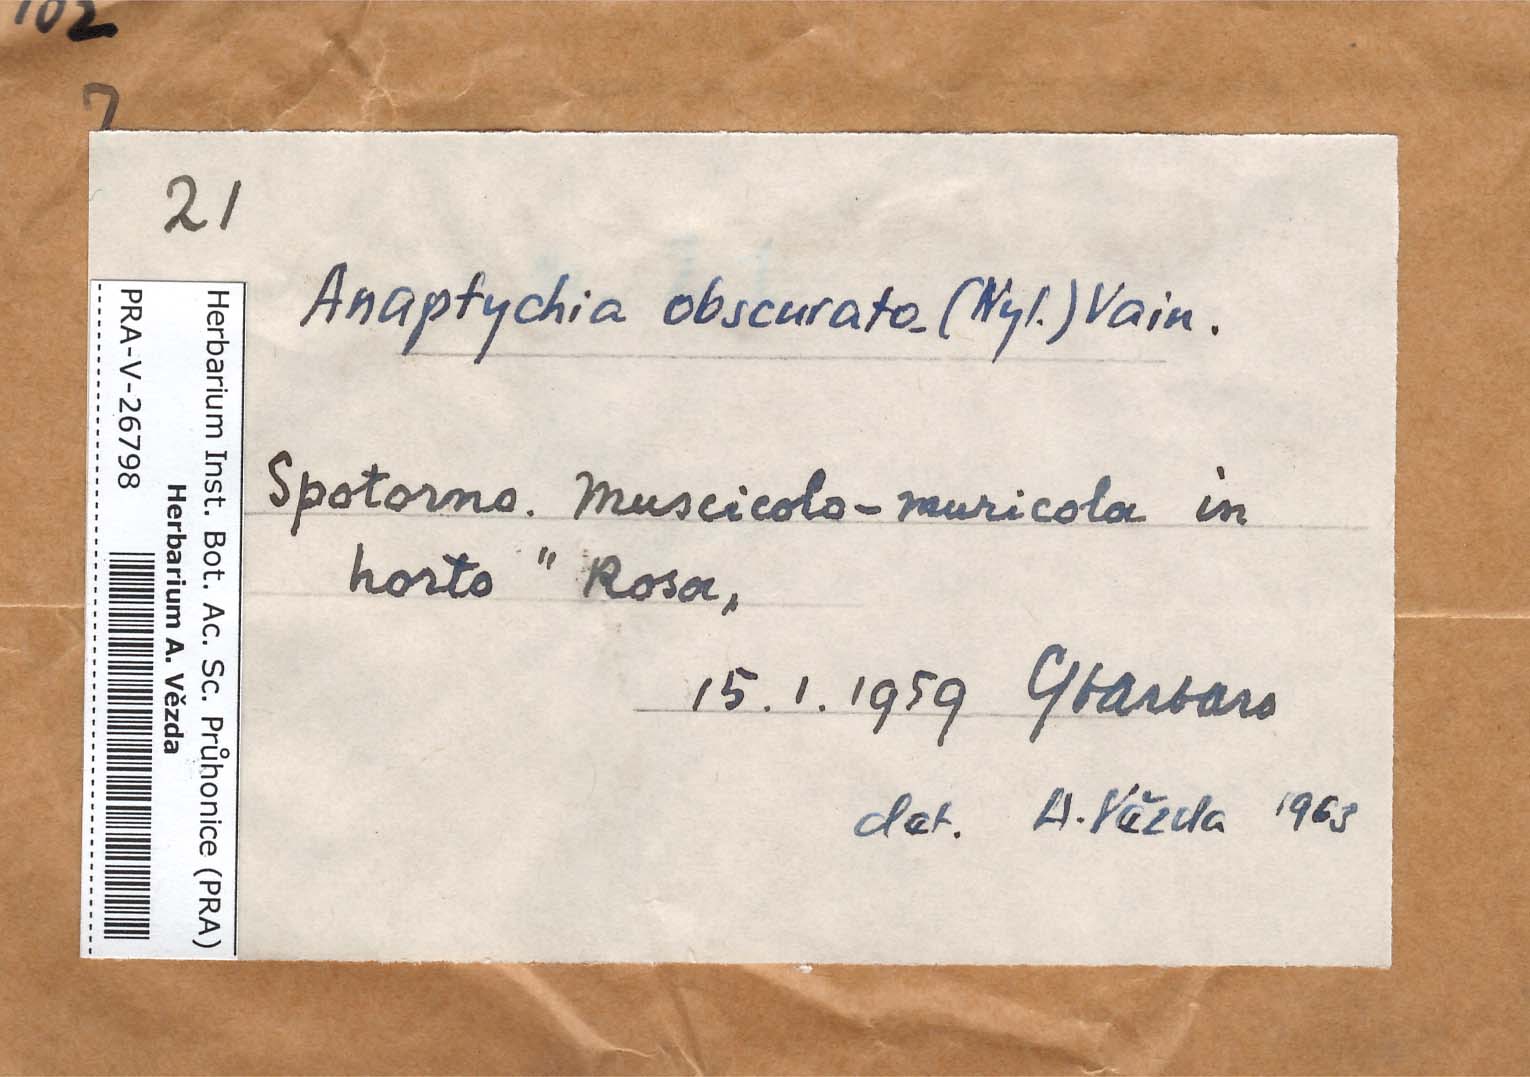 102
7
21
Anaptychia obscurata (Nyl.) Vain.
Spotorno. Muscicola-muricola in
horto " Rosa „
15.1.1959 Gbarbaro
det. A. Vězda 1963
Herbarium Inst. Bot. Ac. Sc. Průhonice (PRA)
Herbarium A. Vězda
PRA-V-26798